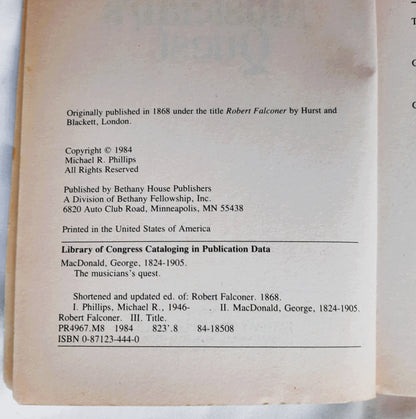 Originally published in 1868 under the title Robert Falconer by Hurst and
Blackett, London.
Copyright © 1984
Michael R. Phillips
All Rights Reserved
Published by Bethany House Publishers
A Division of Bethany Fellowship, Inc.
6820 Auto Club Road, Minneapolis, MN 55438
Printed in the United States of America
Library of Congress Cataloging in Publication Data
MacDonald, George, 1824-1905.
The musicians's quest.
Shortened and updated ed. of: Robert Falconer. 1868.
I. Phillips, Michael R., 1946- . II. MacDonald, George, 1824-1905.
Robert Falconer. III. Title.
PR4967.M8 1984 823'.8 84-18508
ISBN 0-87123-444-0